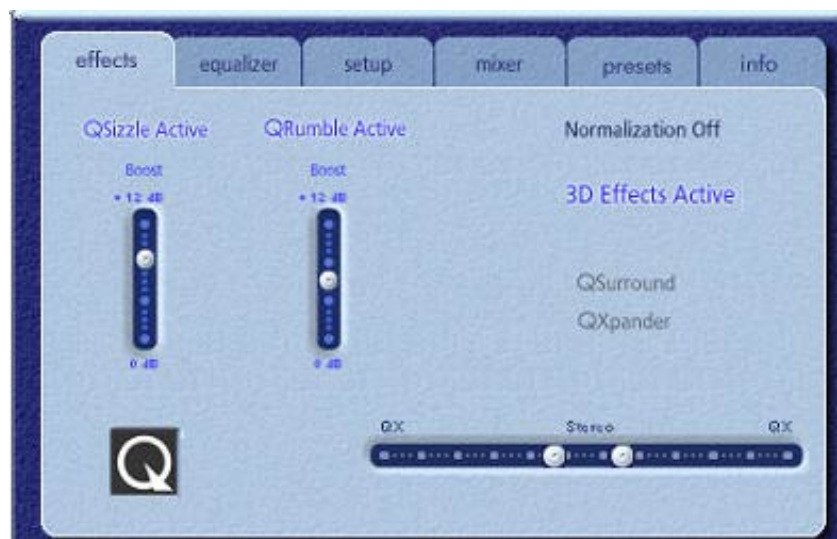 effects equalizer setup mixer presets info
QSizzle Active QRumble Active Normalization Off
Boost Boost
+ 12 dB + 12 dB
3D Effects Active
QSurround
QXpander
0 dB 0 dB
QX Stereo QX
Q